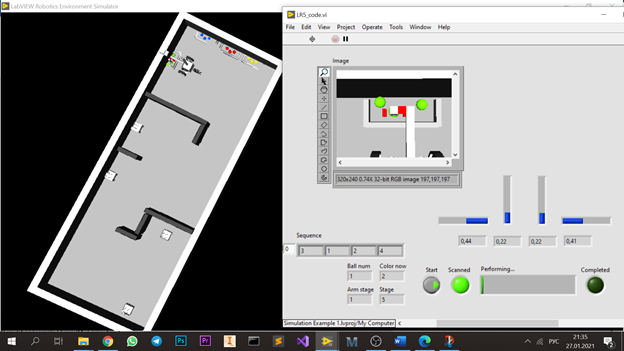 LabVIEW Robotics Environment Simulator
LR5_code.vi
File Edit View Project Operate Tools Window Help
Image
320x240 0.74X 32-bit RGB image 197,197,197
0,44 0,22 0,22 0,41
Sequence
0 3 1 2 4
Ball num Color now
1 2
Arm stage Stage
1 5
Start Scanned Performing... Completed
Simulation Example 1.lvproj/My Computer
Ps Pr I S M W
РУС
21:35
27.01.2021
2